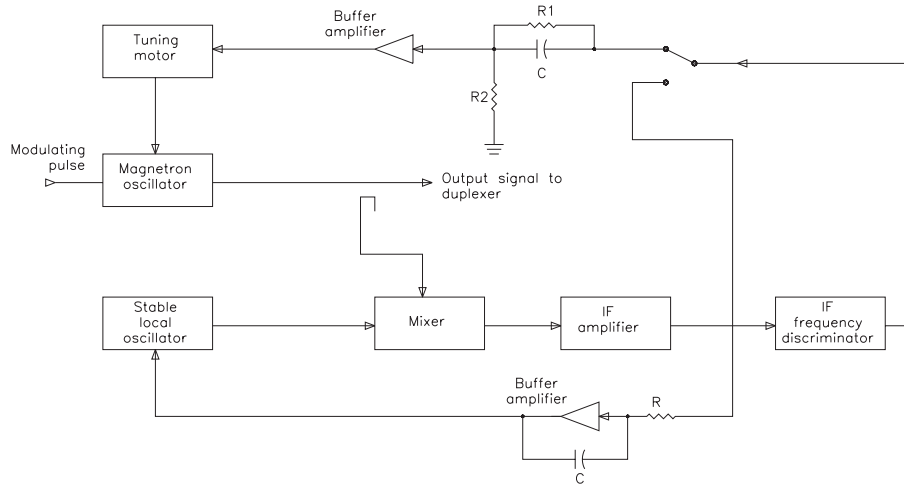 Buffer
amplifier
R1
Tuning
motor
C
R2
Modulating
pulse
Magnetron
oscillator
Output signal to
duplexer
Stable
local
oscillator
Mixer
IF
amplifier
IF
frequency
discriminator
Buffer
amplifier
R
C